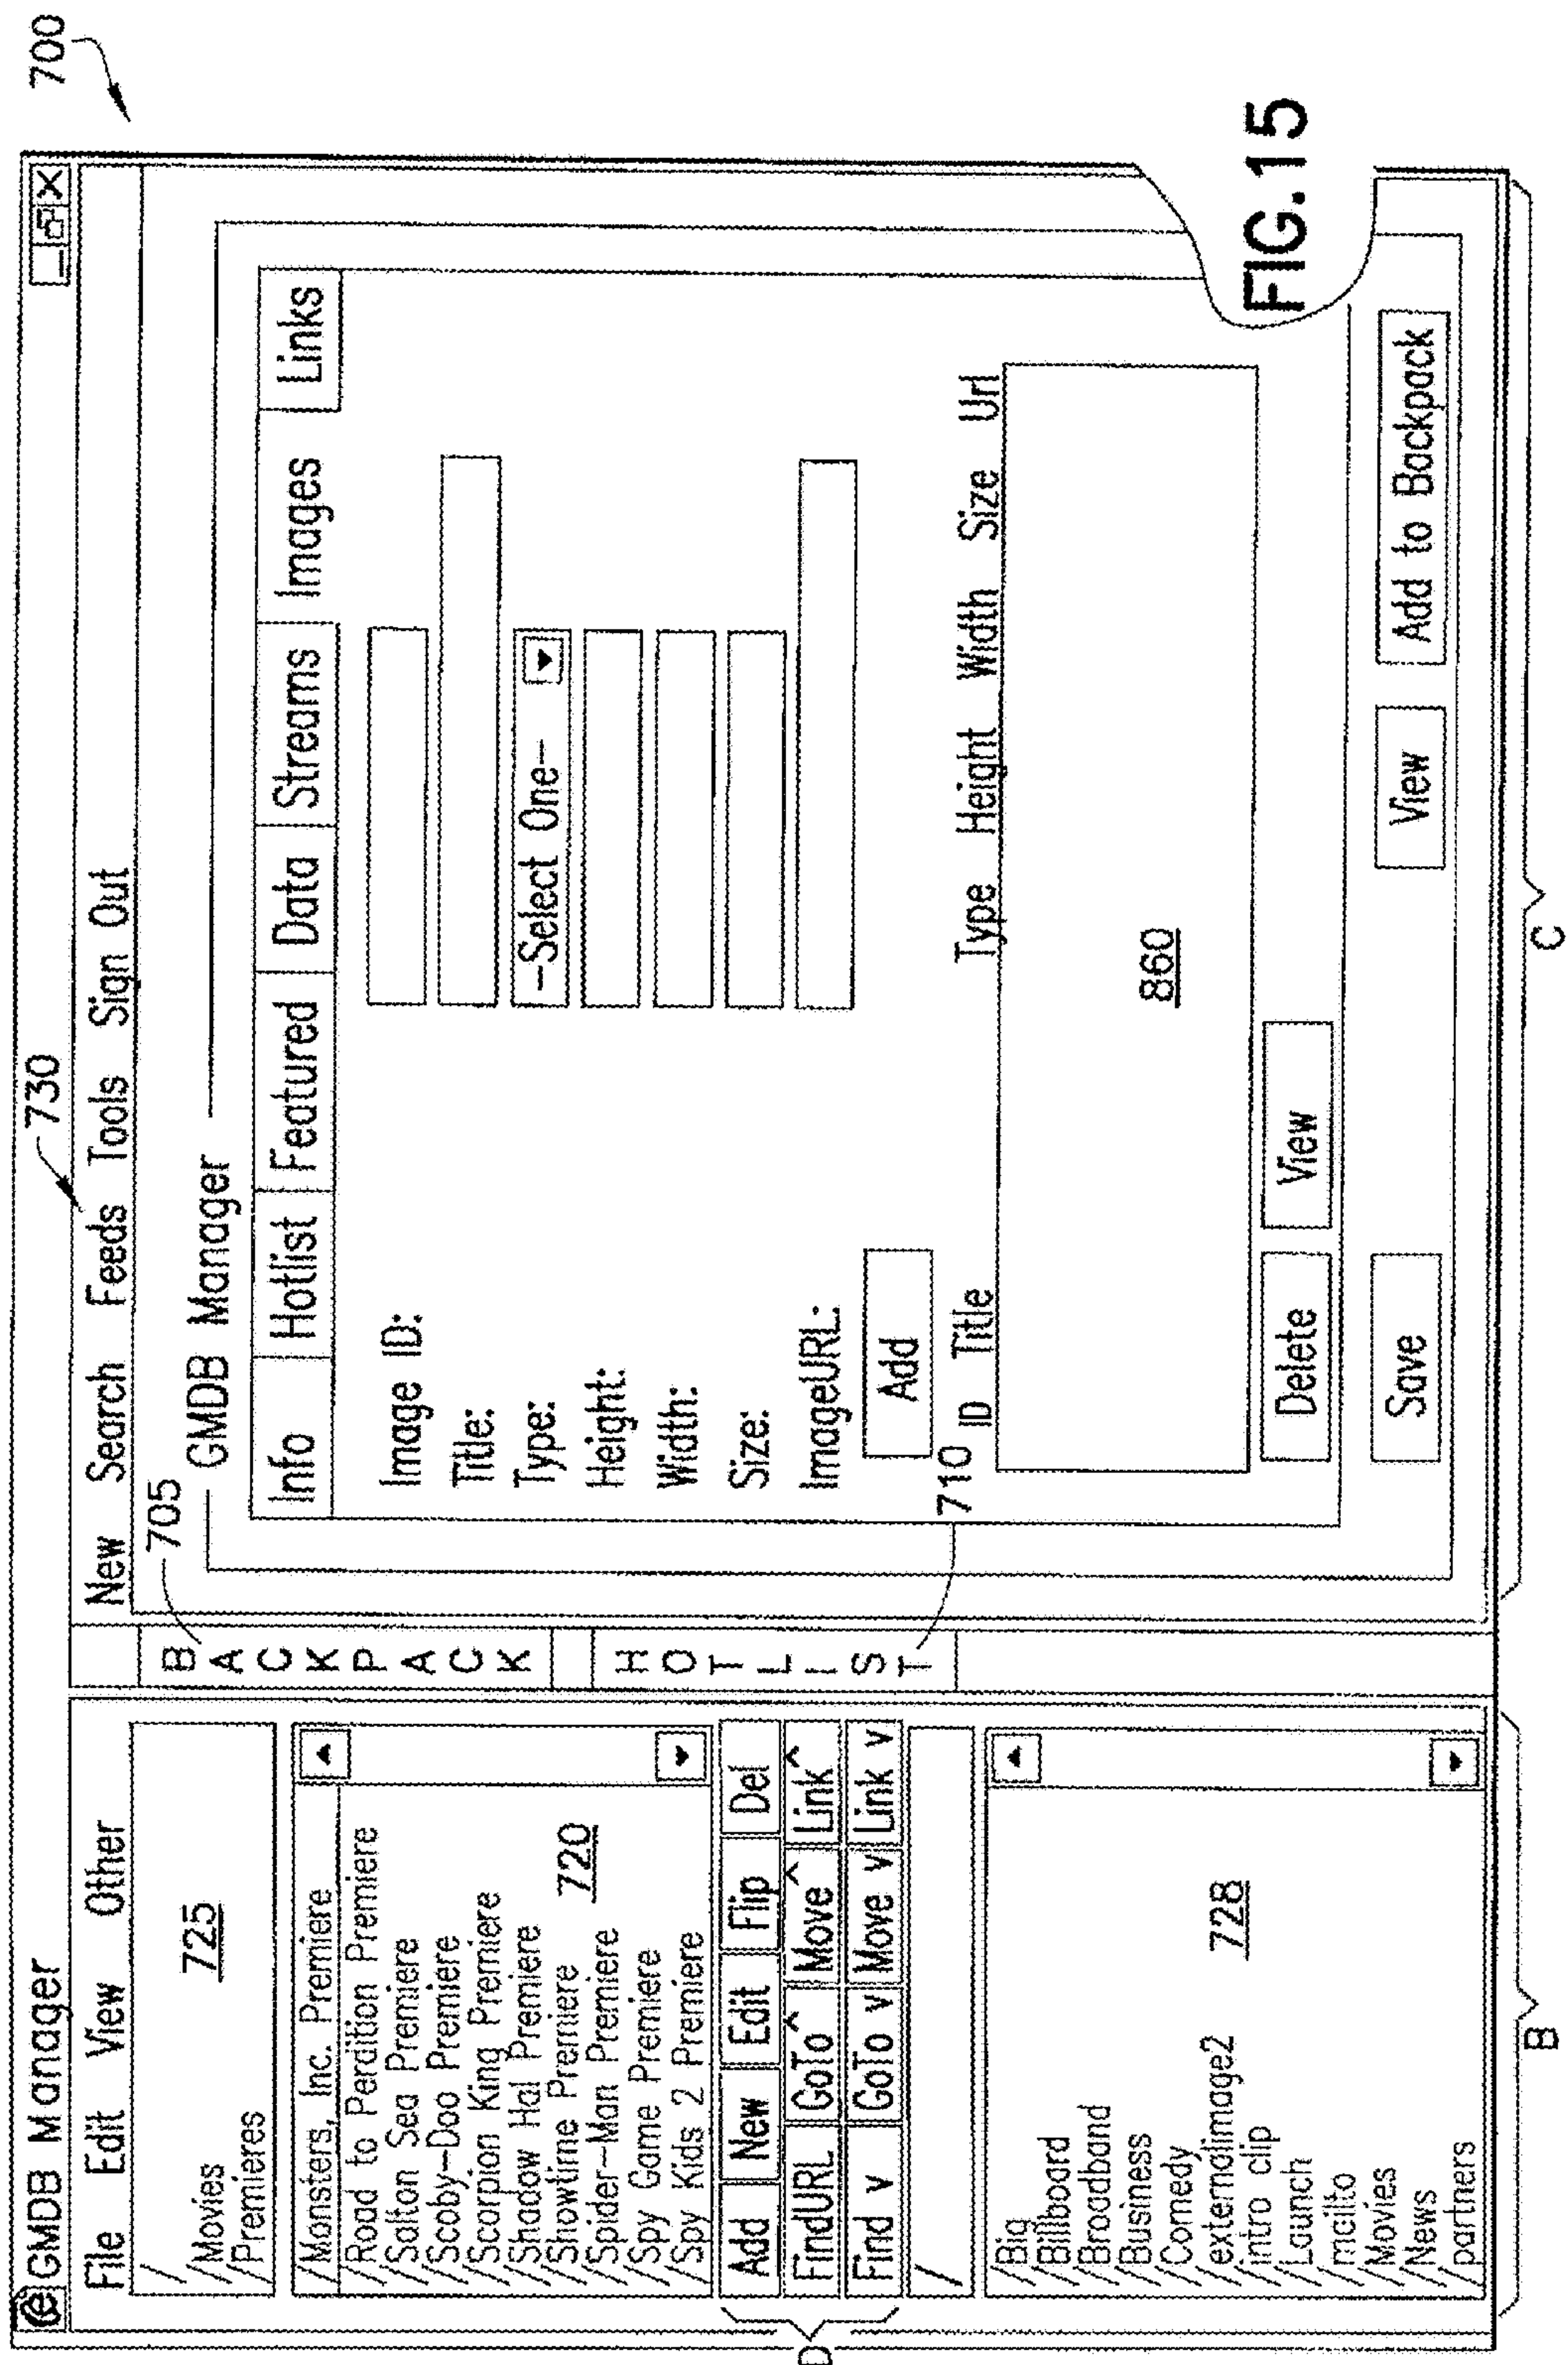 700
GMDB Manager
File Edit View Other
/
/Movies
/Premieres
725
/Monsters, Inc. Premiere
/Road to Perdition Premiere
/Salton Sea Premiere
/Scoby-Doo Premiere
/Scorpion King Premiere
/Shadow Hal Premiere
/Showtime Premiere
/Spider-Man Premiere
/Spy Game Premiere
/Spy Kids 2 Premiere
720
Add New Edit Flip Del
FindURL GoTo ^ Move ^ Link ^
Find v GoTo v Move v Link v
/
/Big
/Billboard
/Broadband
/Business
/Comedy
/externalimage2
/intro clip
/Launch
/mailto
/Movies
/News
/partners
728
D
B
BACKPACK
705
HOTLIST
710
730
New Search Feeds Tools Sign Out
GMDB Manager
Info Hotlist Featured Data Streams Images Links
Image ID:
Title:
Type: --Select One--
Height:
Width:
Size:
ImageURL:
Add
ID Title Type Height Width Size Url
860
Delete View
Save View Add to Backpack
C
FIG.15